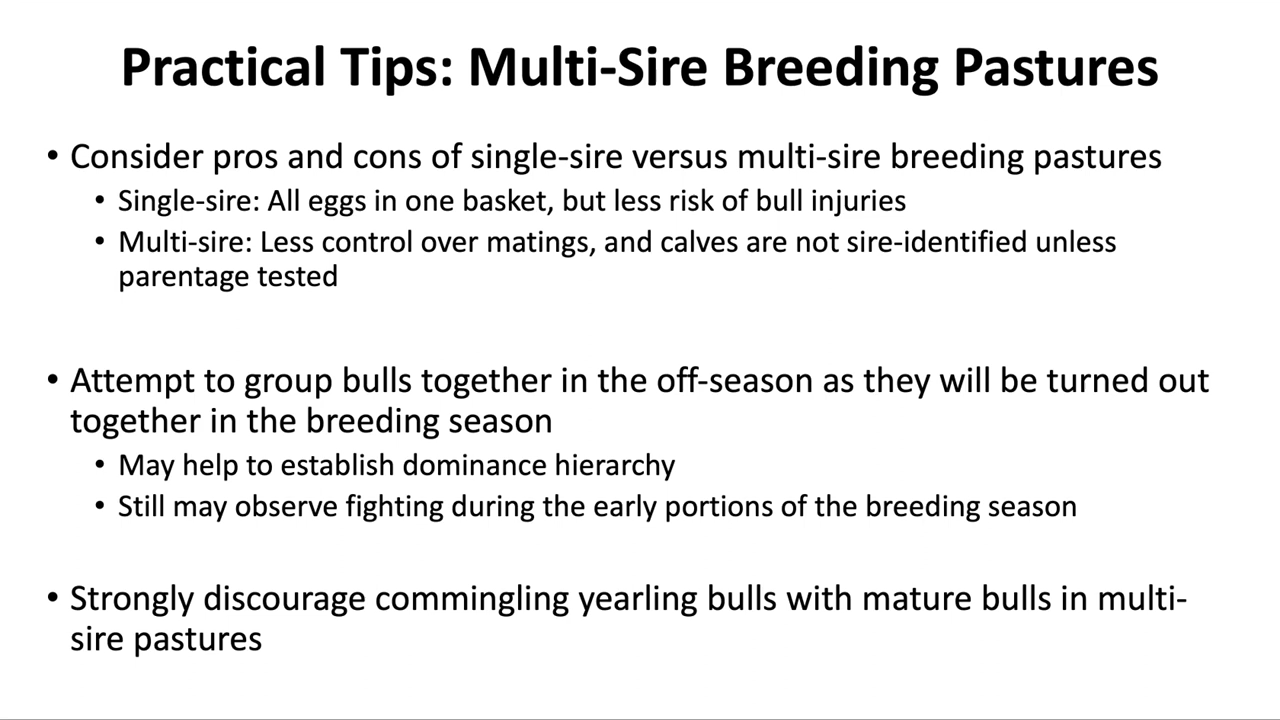 Practical Tips: Multi-Sire Breeding Pastures
• Consider pros and cons of single-sire versus multi-sire breeding pastures
• Single-sire: All eggs in one basket, but less risk of bull injuries
• Multi-sire: Less control over matings, and calves are not sire-identified unless
parentage tested
• Attempt to group bulls together in the off-season as they will be turned out
together in the breeding season
• May help to establish dominance hierarchy
• Still may observe fighting during the early portions of the breeding season
• Strongly discourage commingling yearling bulls with mature bulls in multi-
sire pastures